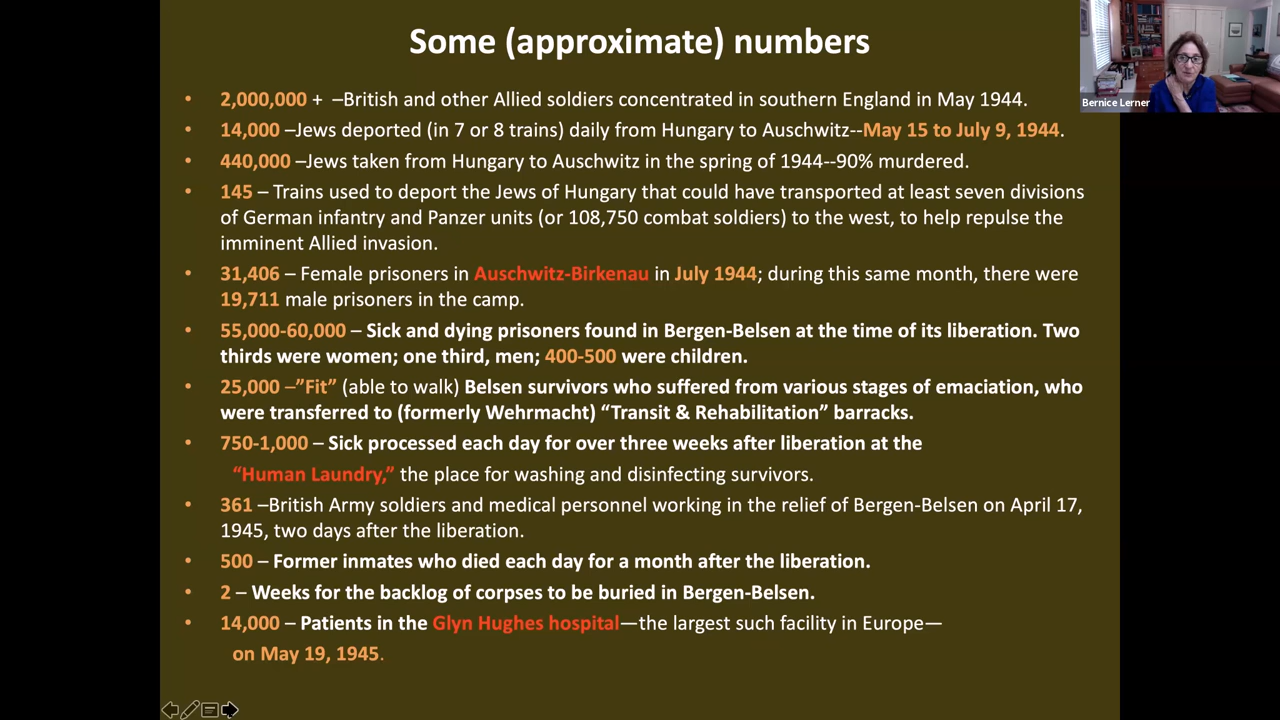 Some (approximate) numbers
Bernice Lerner
• 2,000,000 + –British and other Allied soldiers concentrated in southern England in May 1944.
• 14,000 –Jews deported (in 7 or 8 trains) daily from Hungary to Auschwitz--May 15 to July 9, 1944.
• 440,000 –Jews taken from Hungary to Auschwitz in the spring of 1944--90% murdered.
• 145 – Trains used to deport the Jews of Hungary that could have transported at least seven divisions
of German infantry and Panzer units (or 108,750 combat soldiers) to the west, to help repulse the
imminent Allied invasion.
• 31,406 – Female prisoners in Auschwitz-Birkenau in July 1944; during this same month, there were
19,711 male prisoners in the camp.
• 55,000-60,000 – Sick and dying prisoners found in Bergen-Belsen at the time of its liberation. Two
thirds were women; one third, men; 400-500 were children.
• 25,000 –”Fit” (able to walk) Belsen survivors who suffered from various stages of emaciation, who
were transferred to (formerly Wehrmacht) “Transit & Rehabilitation” barracks.
• 750-1,000 – Sick processed each day for over three weeks after liberation at the
“Human Laundry,” the place for washing and disinfecting survivors.
• 361 –British Army soldiers and medical personnel working in the relief of Bergen-Belsen on April 17,
1945, two days after the liberation.
• 500 – Former inmates who died each day for a month after the liberation.
• 2 – Weeks for the backlog of corpses to be buried in Bergen-Belsen.
• 14,000 – Patients in the Glyn Hughes hospital—the largest such facility in Europe—
on May 19, 1945.